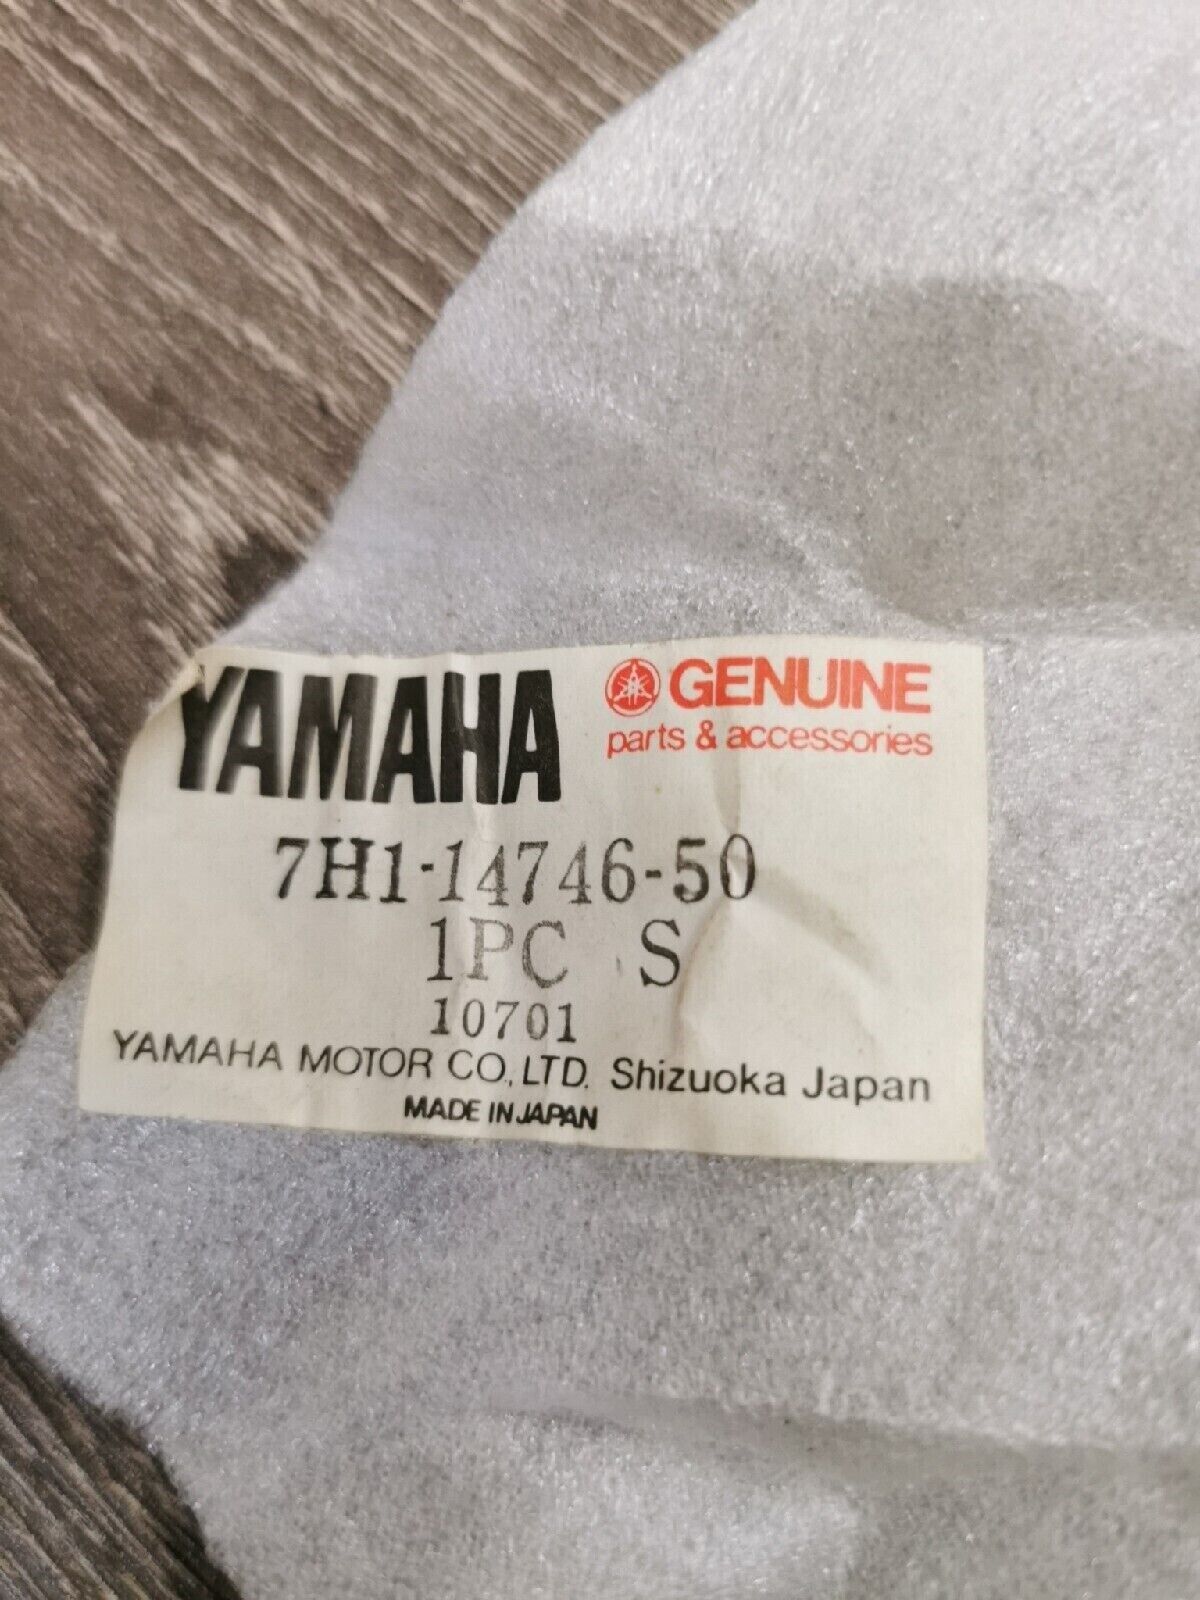 YAMAHA GENUINE
parts & accessories
7H1-14746-50
1PC S
10701
YAMAHA MOTOR CO., LTD. Shizuoka Japan
MADE IN JAPAN